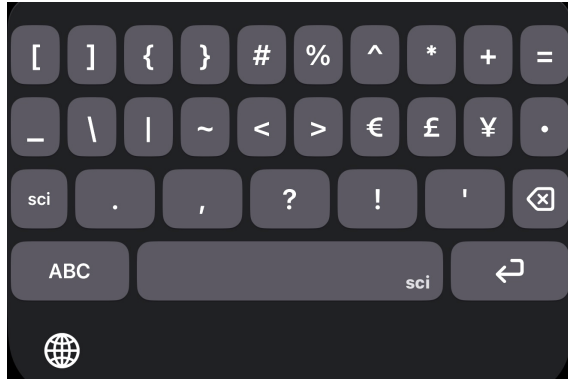 [ ] { } # % ^ * + =
_ \ | ~ < > € £ ¥ •
sci . , ? ! '
ABC sci